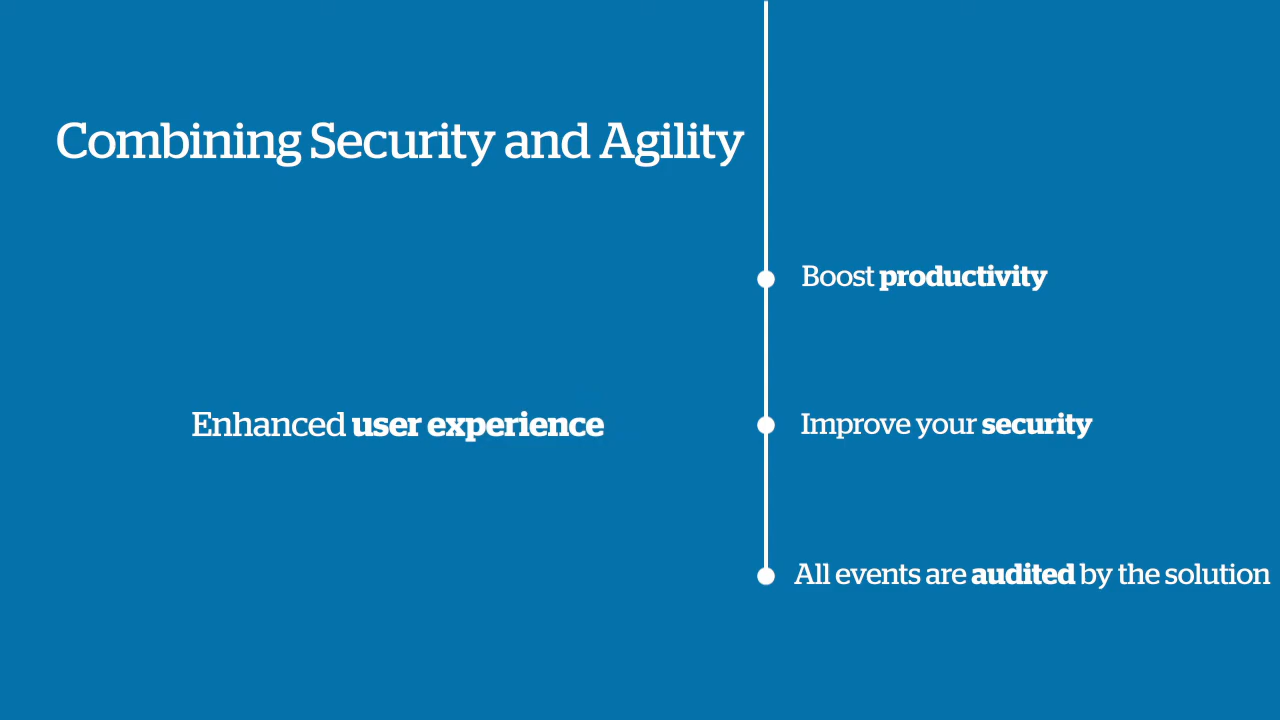 Combining Security and Agility
Boost productivity
Enhanced user experience
Improve your security
All events are audited by the solution